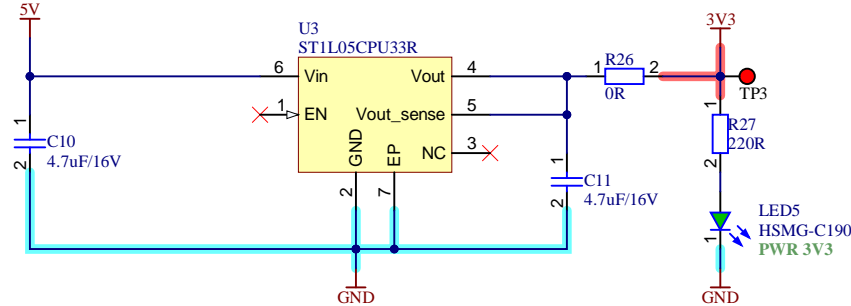 5V
U3
ST1L05CPU33R
3V3
6
Vin
Vout
4
1
R26
2
0R
TP3
1
EN
Vout_sense
5
1
C10
2
4.7uF/16V
GND
EP
NC
3
2
7
1
C11
2
4.7uF/16V
1
R27
220R
2
LED5
HSMG-C190
PWR 3V3
1
GND
GND